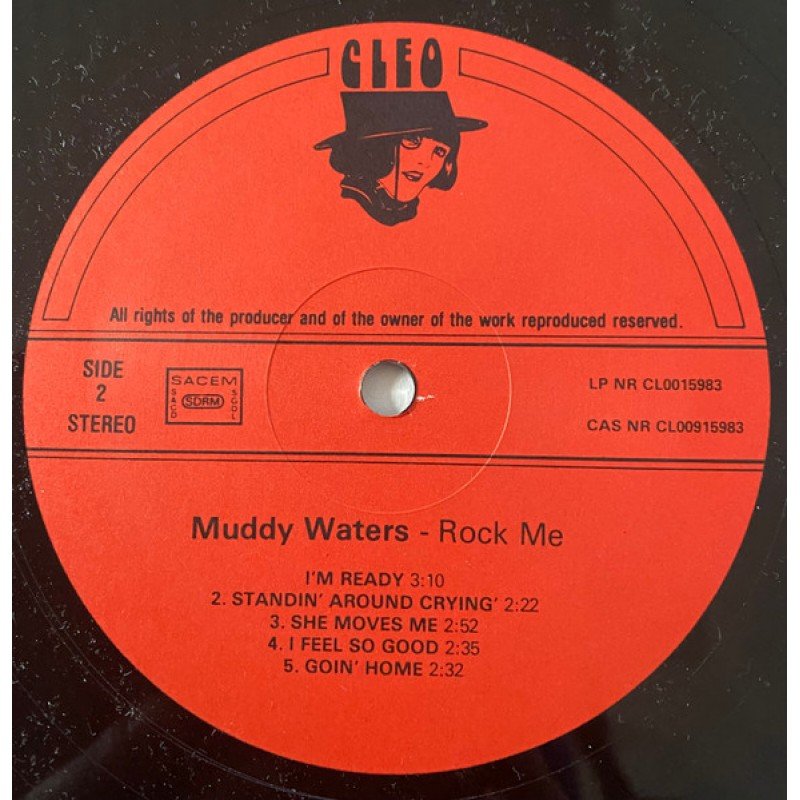 CLEO
All rights of the producer and of the owner of the work reproduced reserved.
SIDE
2
STEREO
SACEM
SACD
SDRM
SGDL
LP NR CL0015983
CAS NR CL00915983
Muddy Waters - Rock Me
I'M READY 3:10
2. STANDIN' AROUND CRYING' 2:22
3. SHE MOVES ME 2:52
4. I FEEL SO GOOD 2:35
5. GOIN' HOME 2:32